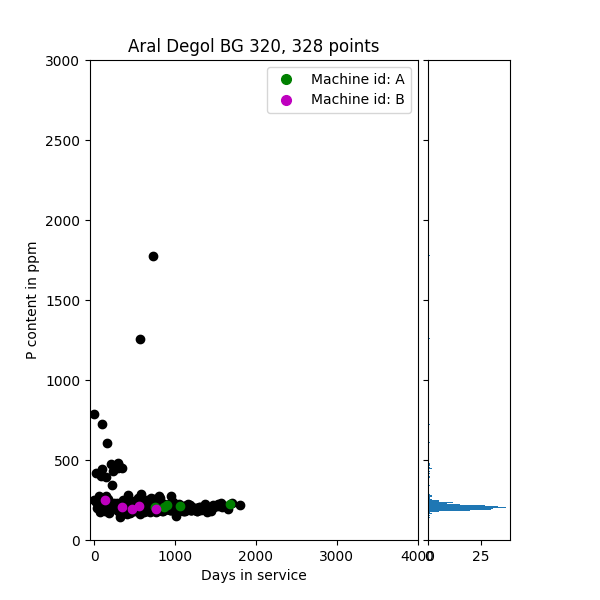 Aral Degol BG 320, 328 points
Machine id: A
Machine id: B
P content in ppm
3000
2500
2000
1500
1000
500
0
0 1000 2000 3000 4000
0 25
Days in service